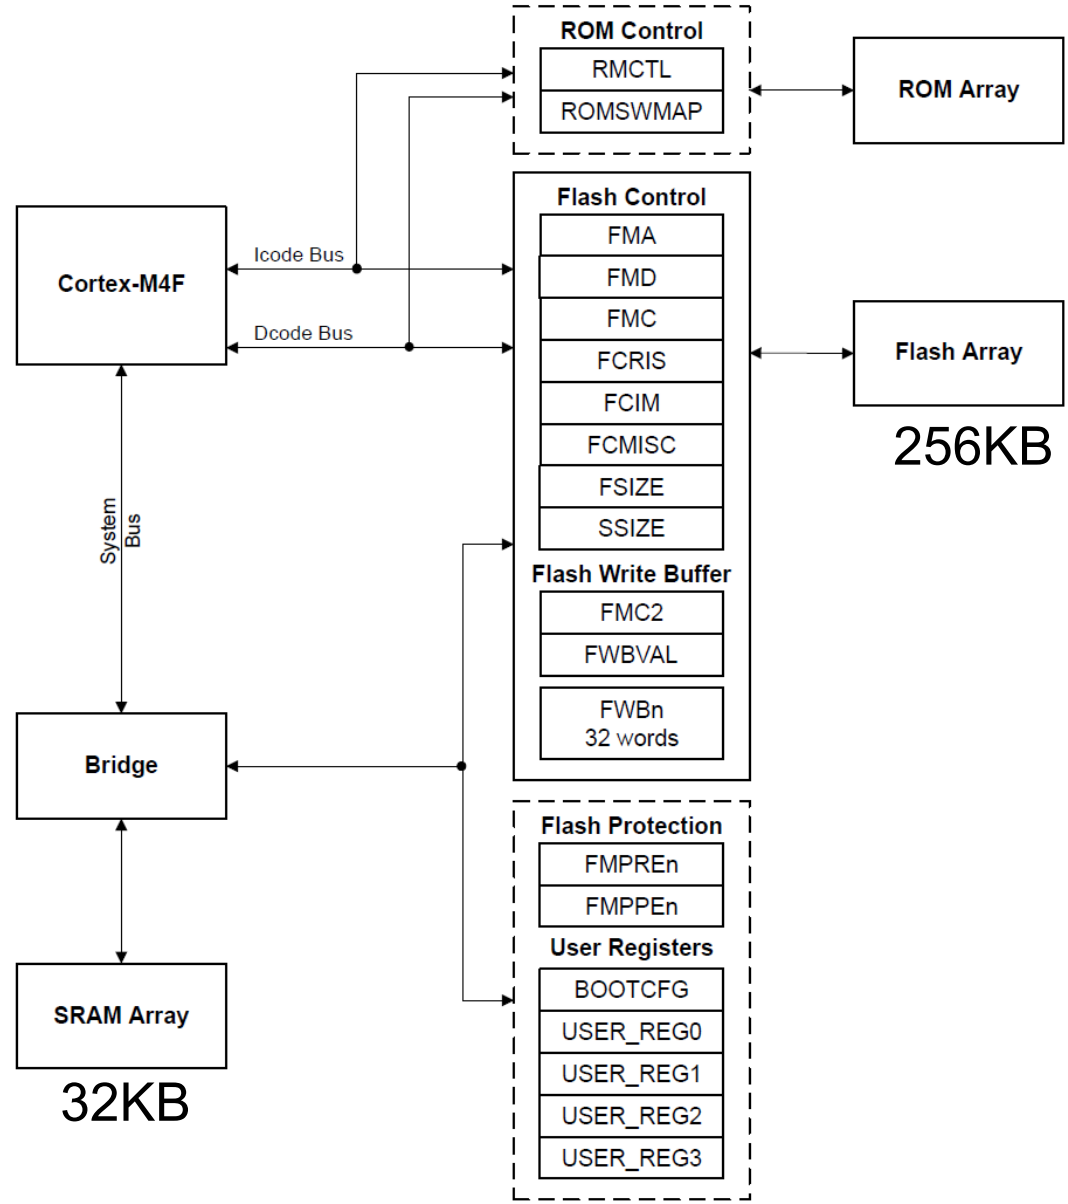 ROM Control
RMCTL
ROMSWMAP
ROM Array
Flash Control
FMA
FMD
FMC
FCRIS
FCIM
FCMISC
FSIZE
SSIZE
Flash Write Buffer
FMC2
FWBVAL
FWBn
32 words
Cortex-M4F
Icode Bus
Dcode Bus
Flash Array
256KB
System
Bus
Bridge
SRAM Array
32KB
Flash Protection
FMPREn
FMPPEn
User Registers
BOOTCFG
USER_REG0
USER_REG1
USER_REG2
USER_REG3